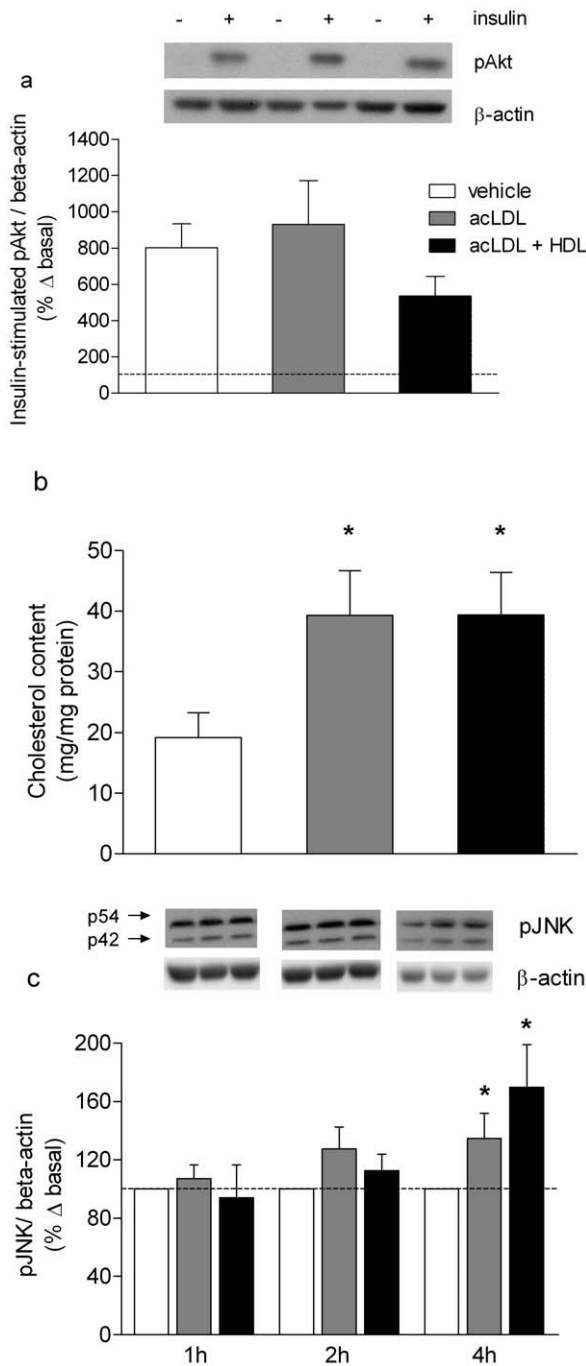 - + - + - + insulin
pAkt
a
β-actin
Insulin-stimulated pAkt / beta-actin
(% Δ basal)
1400
1200
1000
800
600
400
200
0
vehicle
acLDL
acLDL + HDL
b
* *
Cholesterol content
(mg/mg protein)
50
40
30
20
10
0
p54
p42
pJNK
β-actin
c
pJNK/ beta-actin
(% Δ basal)
200
160
120
80
40
0
* *
1h 2h 4h